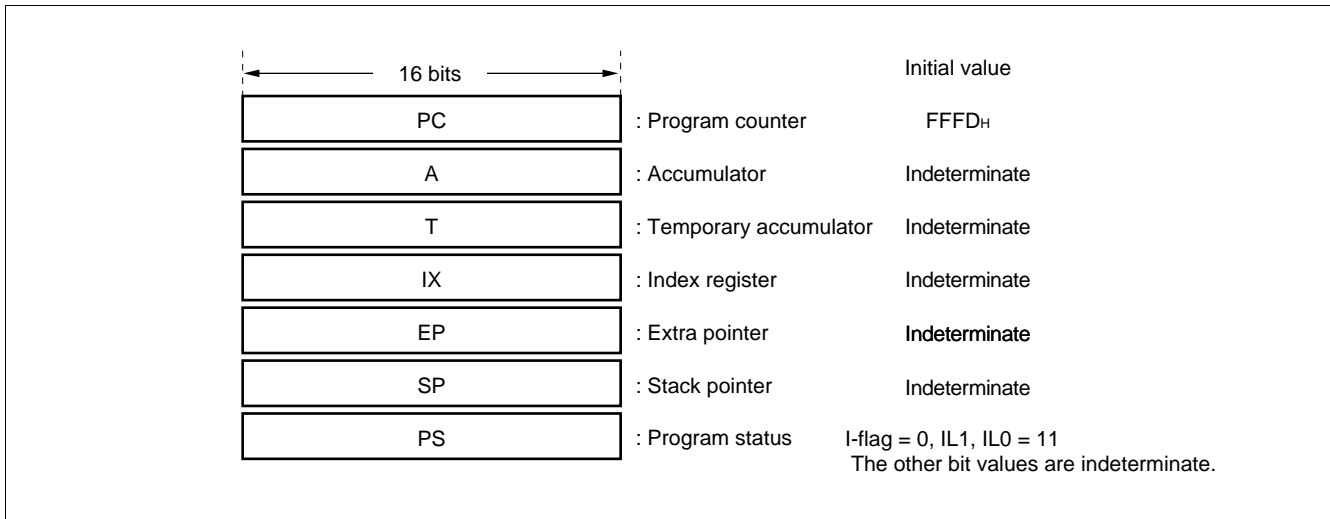 16 bits Initial value
PC : Program counter FFFDH
A : Accumulator Indeterminate
T : Temporary accumulator Indeterminate
IX : Index register Indeterminate
EP : Extra pointer Indeterminate
SP : Stack pointer Indeterminate
PS : Program status I-flag = 0, IL1, IL0 = 11
The other bit values are indeterminate.